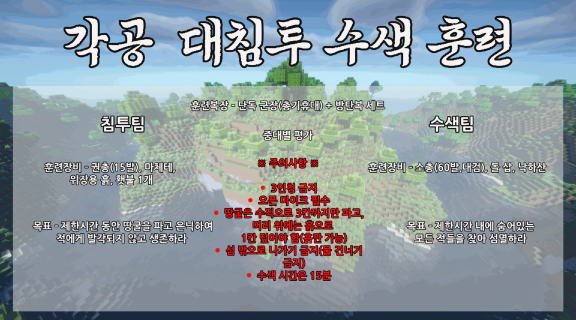 각공 대침투 수색 훈련
훈련복장 - 단독 군장(총기휴대) + 방탄복 세트
침투팀
수색팀
중대별 평가
훈련장비 - 권총(15발), 마체테,
위장용 흙, 횃불 1개
※ 주의사항 ※
훈련장비 - 소총(60발,대검), 돌 삽, 낙하산
• 3인칭 금지
• 오픈 마이크 필수
• 땅굴은 수직으로 3칸까지만 파고,
머리 위에는 흙으로
1칸 덮어야 함(흙만 가능)
목표 - 제한시간 동안 땅굴을 파고 은닉하여
적에게 발각되지 않고 생존하라
목표 - 제한시간 내에 숨어있는
모든 적들을 찾아 섬멸하라
• 섬 밖으로 나가기 금지(물 건너기
금지)
• 수색 시간은 15분